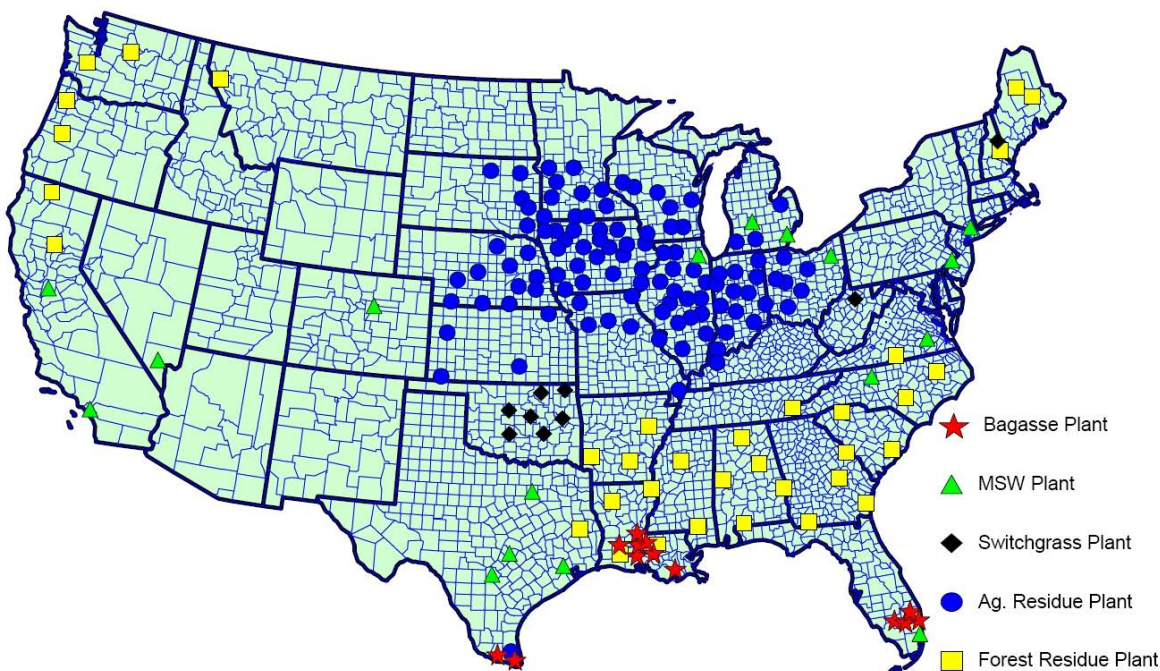 Bagasse Plant
MSW Plant
Switchgrass Plant
Ag. Residue Plant
Forest Residue Plant